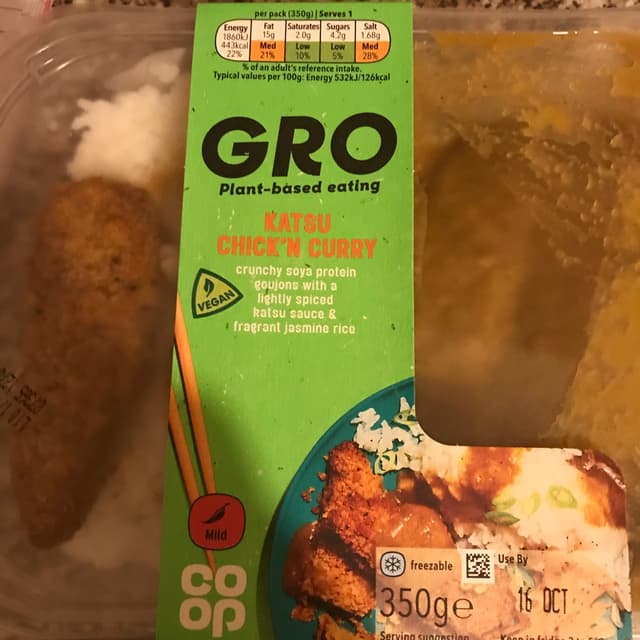 per pack (350g) | Serves 1
Energy Fat Saturates Sugars Salt
1860kJ 15g 2.0g 4.2g 1.68g
443kcal Med Low Low Med
22% 21% 10% 5% 28%
% of an adult's reference intake.
Typical values per 100g: Energy 532kJ/126kcal
GRO
Plant-based eating
KATSU
CHICK'N CURRY
crunchy soya protein
goujons with a
lightly spiced
katsu sauce &
fragrant jasmine rice
VEGAN
Mild
CO
OP
freezable
Use By
350g e
16 OCT
Serving suggestion